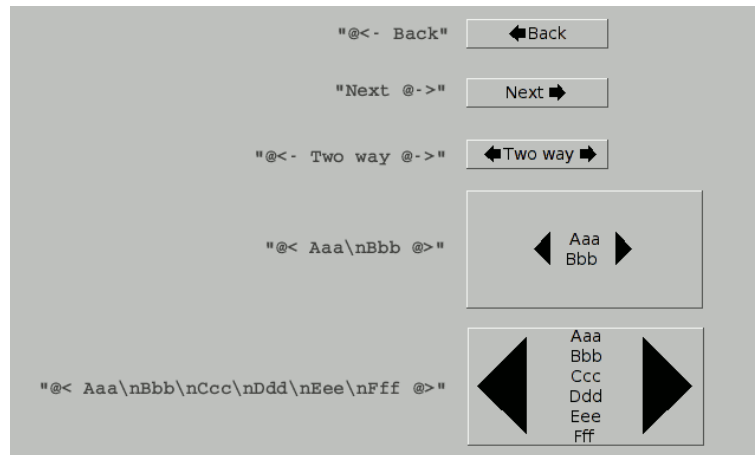 "@<- Back" Back
"Next @->" Next
"@<- Two way @->" Two way
"@< Aaa\nBbb @>"
Aaa
Bbb
"@< Aaa\nBbb\nCcc\nDdd\nEee\nFff @>"
Aaa
Bbb
Ccc
Ddd
Eee
Fff